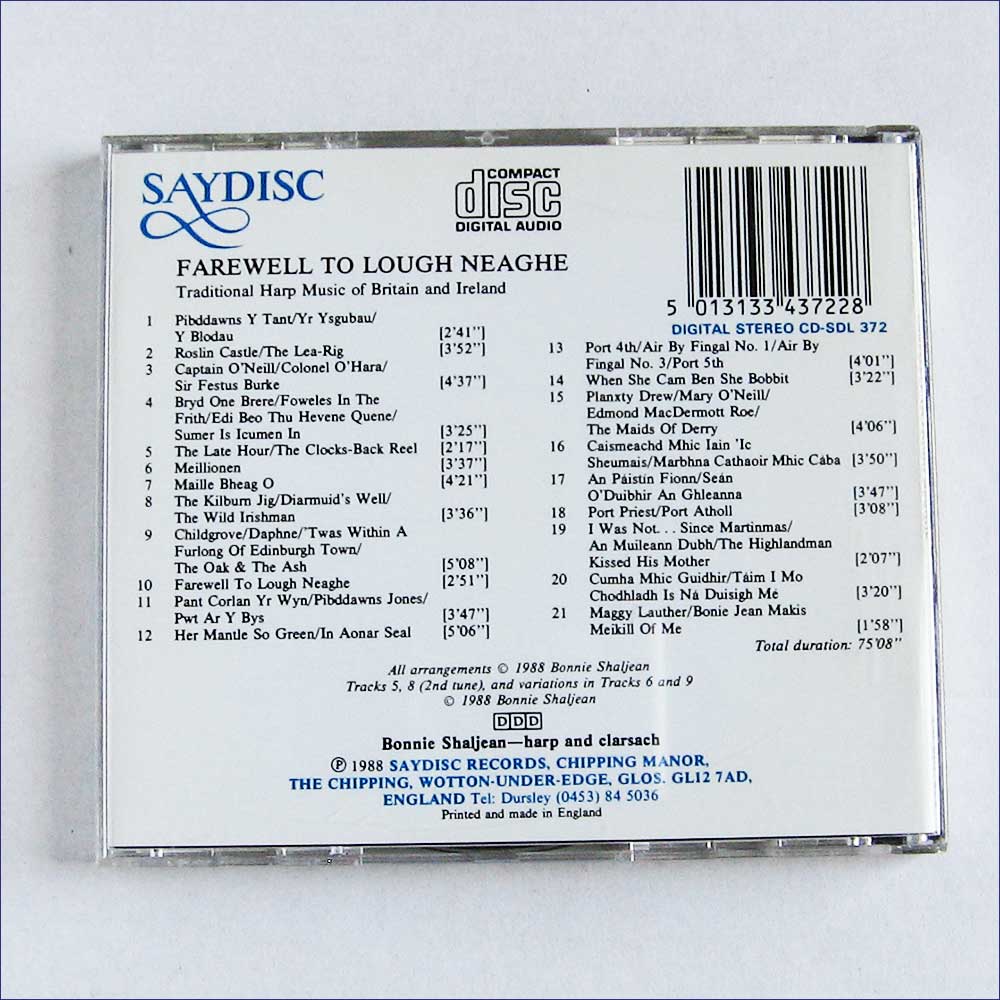 SAYDISC
COMPACT
disc
DIGITAL AUDIO
5 013133 437228
DIGITAL STEREO CD-SDL 372
FAREWELL TO LOUGH NEAGHE
Traditional Harp Music of Britain and Ireland
1 Pibddawns Y Tant/Yr Ysgubau/
Y Blodau [2'41"]
2 Roslin Castle/The Lea-Rig [3'52"]
3 Captain O'Neill/Colonel O'Hara/
Sir Festus Burke [4'37"]
4 Bryd One Brere/Foweles In The
Frith/Edi Beo Thu Hevene Quene/
Sumer Is Icumen In [3'25"]
5 The Late Hour/The Clocks-Back Reel [2'17"]
6 Meillionen [3'37"]
7 Maille Bheag O [4'21"]
8 The Kilburn Jig/Diarmuid's Well/
The Wild Irishman [3'36"]
9 Childgrove/Daphne/'Twas Within A
Furlong Of Edinburgh Town/
The Oak & The Ash [5'08"]
10 Farewell To Lough Neaghe [2'51"]
11 Pant Corlan Yr Wyn/Pibddawns Jones/
Pwt Ar Y Bys [3'47"]
12 Her Mantle So Green/In Aonar Seal [5'06"]
13 Port 4th/Air By Fingal No. 1/Air By
Fingal No. 3/Port 5th [4'01"]
14 When She Cam Ben She Bobbit [3'22"]
15 Planxty Drew/Mary O'Neill/
Edmond MacDermott Roe/
The Maids Of Derry [4'06"]
16 Caismeachd Mhic Iain 'Ic
Sheumais/Marbhna Cathaoir Mhic Cába [3'50"]
17 An Páistín Fionn/Seán
O'Duibhir An Ghleanna [3'47"]
18 Port Priest/Port Atholl [3'08"]
19 I Was Not. . . Since Martinmas/
An Muileann Dubh/The Highlandman
Kissed His Mother [2'07"]
20 Cumha Mhic Guidhir/Táim I Mo
Chodhladh Is Ná Duisigh Mé [3'20"]
21 Maggy Lauther/Bonie Jean Makis
Meikill Of Me [1'58"]
Total duration: 75'08"
All arrangements © 1988 Bonnie Shaljean
Tracks 5, 8 (2nd tune), and variations in Tracks 6 and 9
© 1988 Bonnie Shaljean
DDD
Bonnie Shaljean—harp and clarsach
℗ 1988 SAYDISC RECORDS, CHIPPING MANOR,
THE CHIPPING, WOTTON-UNDER-EDGE, GLOS. GL12 7AD,
ENGLAND Tel: Dursley (0453) 84 5036
Printed and made in England